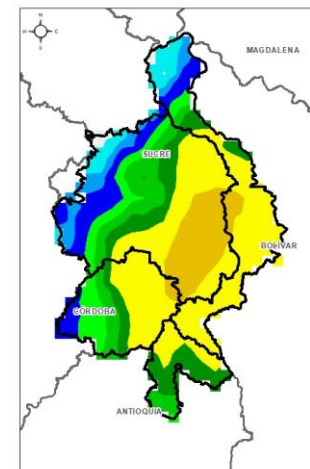 N
W E
S
MAGDALENA
SUCRE
BOLIVAR
CORDOBA
ANTIOQUIA